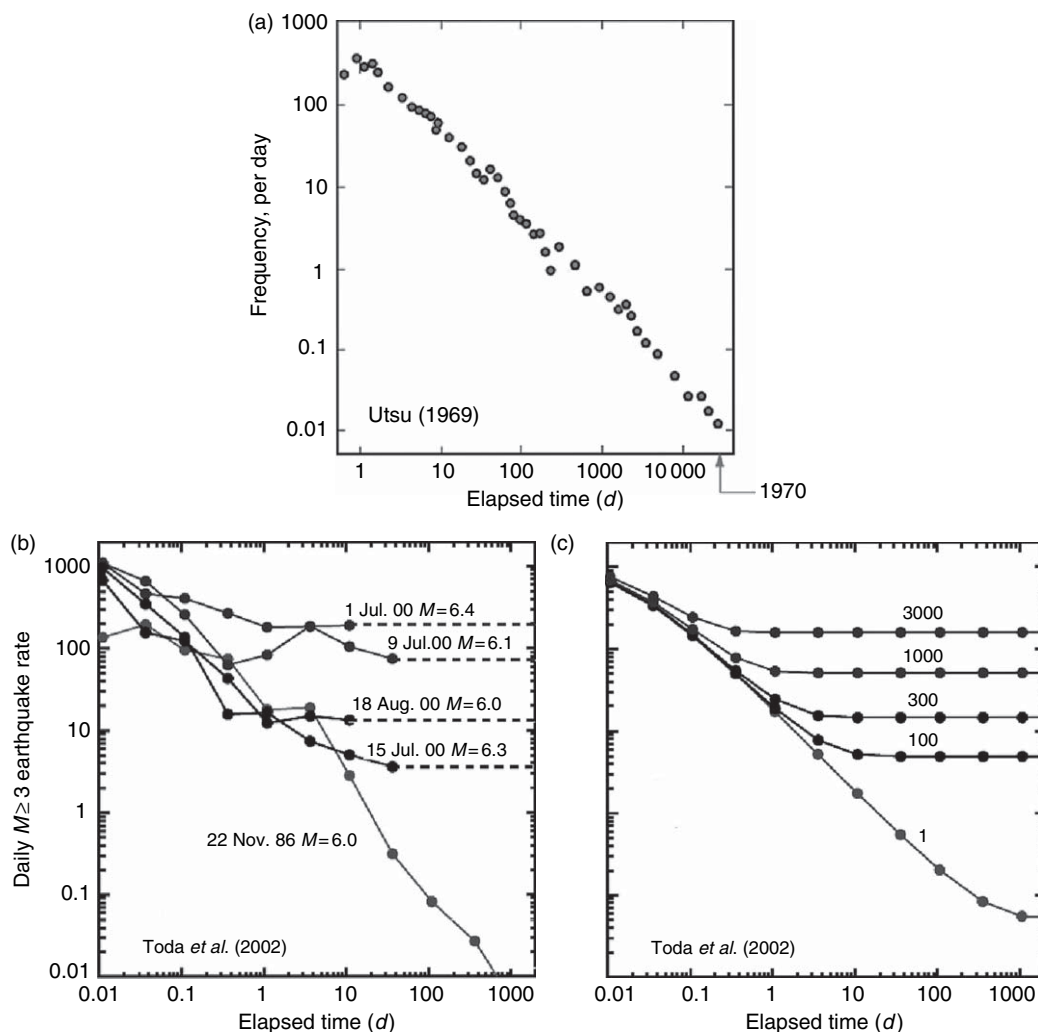 (a)
1000
100
10
1
0.1
0.01
Frequency, per day
Utsu (1969)
1 10 100 1000 10 000
Elapsed time (d)
1970
(b)
1000
100
10
1
0.1
0.01
Daily M ≥ 3 earthquake rate
1 Jul. 00 M = 6.4
9 Jul.00 M = 6.1
18 Aug. 00 M = 6.0
15 Jul. 00 M = 6.3
22 Nov. 86 M = 6.0
Toda et al. (2002)
0.01 0.1 1 10 100 1000
Elapsed time (d)
(c)
3000
1000
300
100
1
Toda et al. (2002)
0.01 0.1 1 10 100 1000
Elapsed time (d)